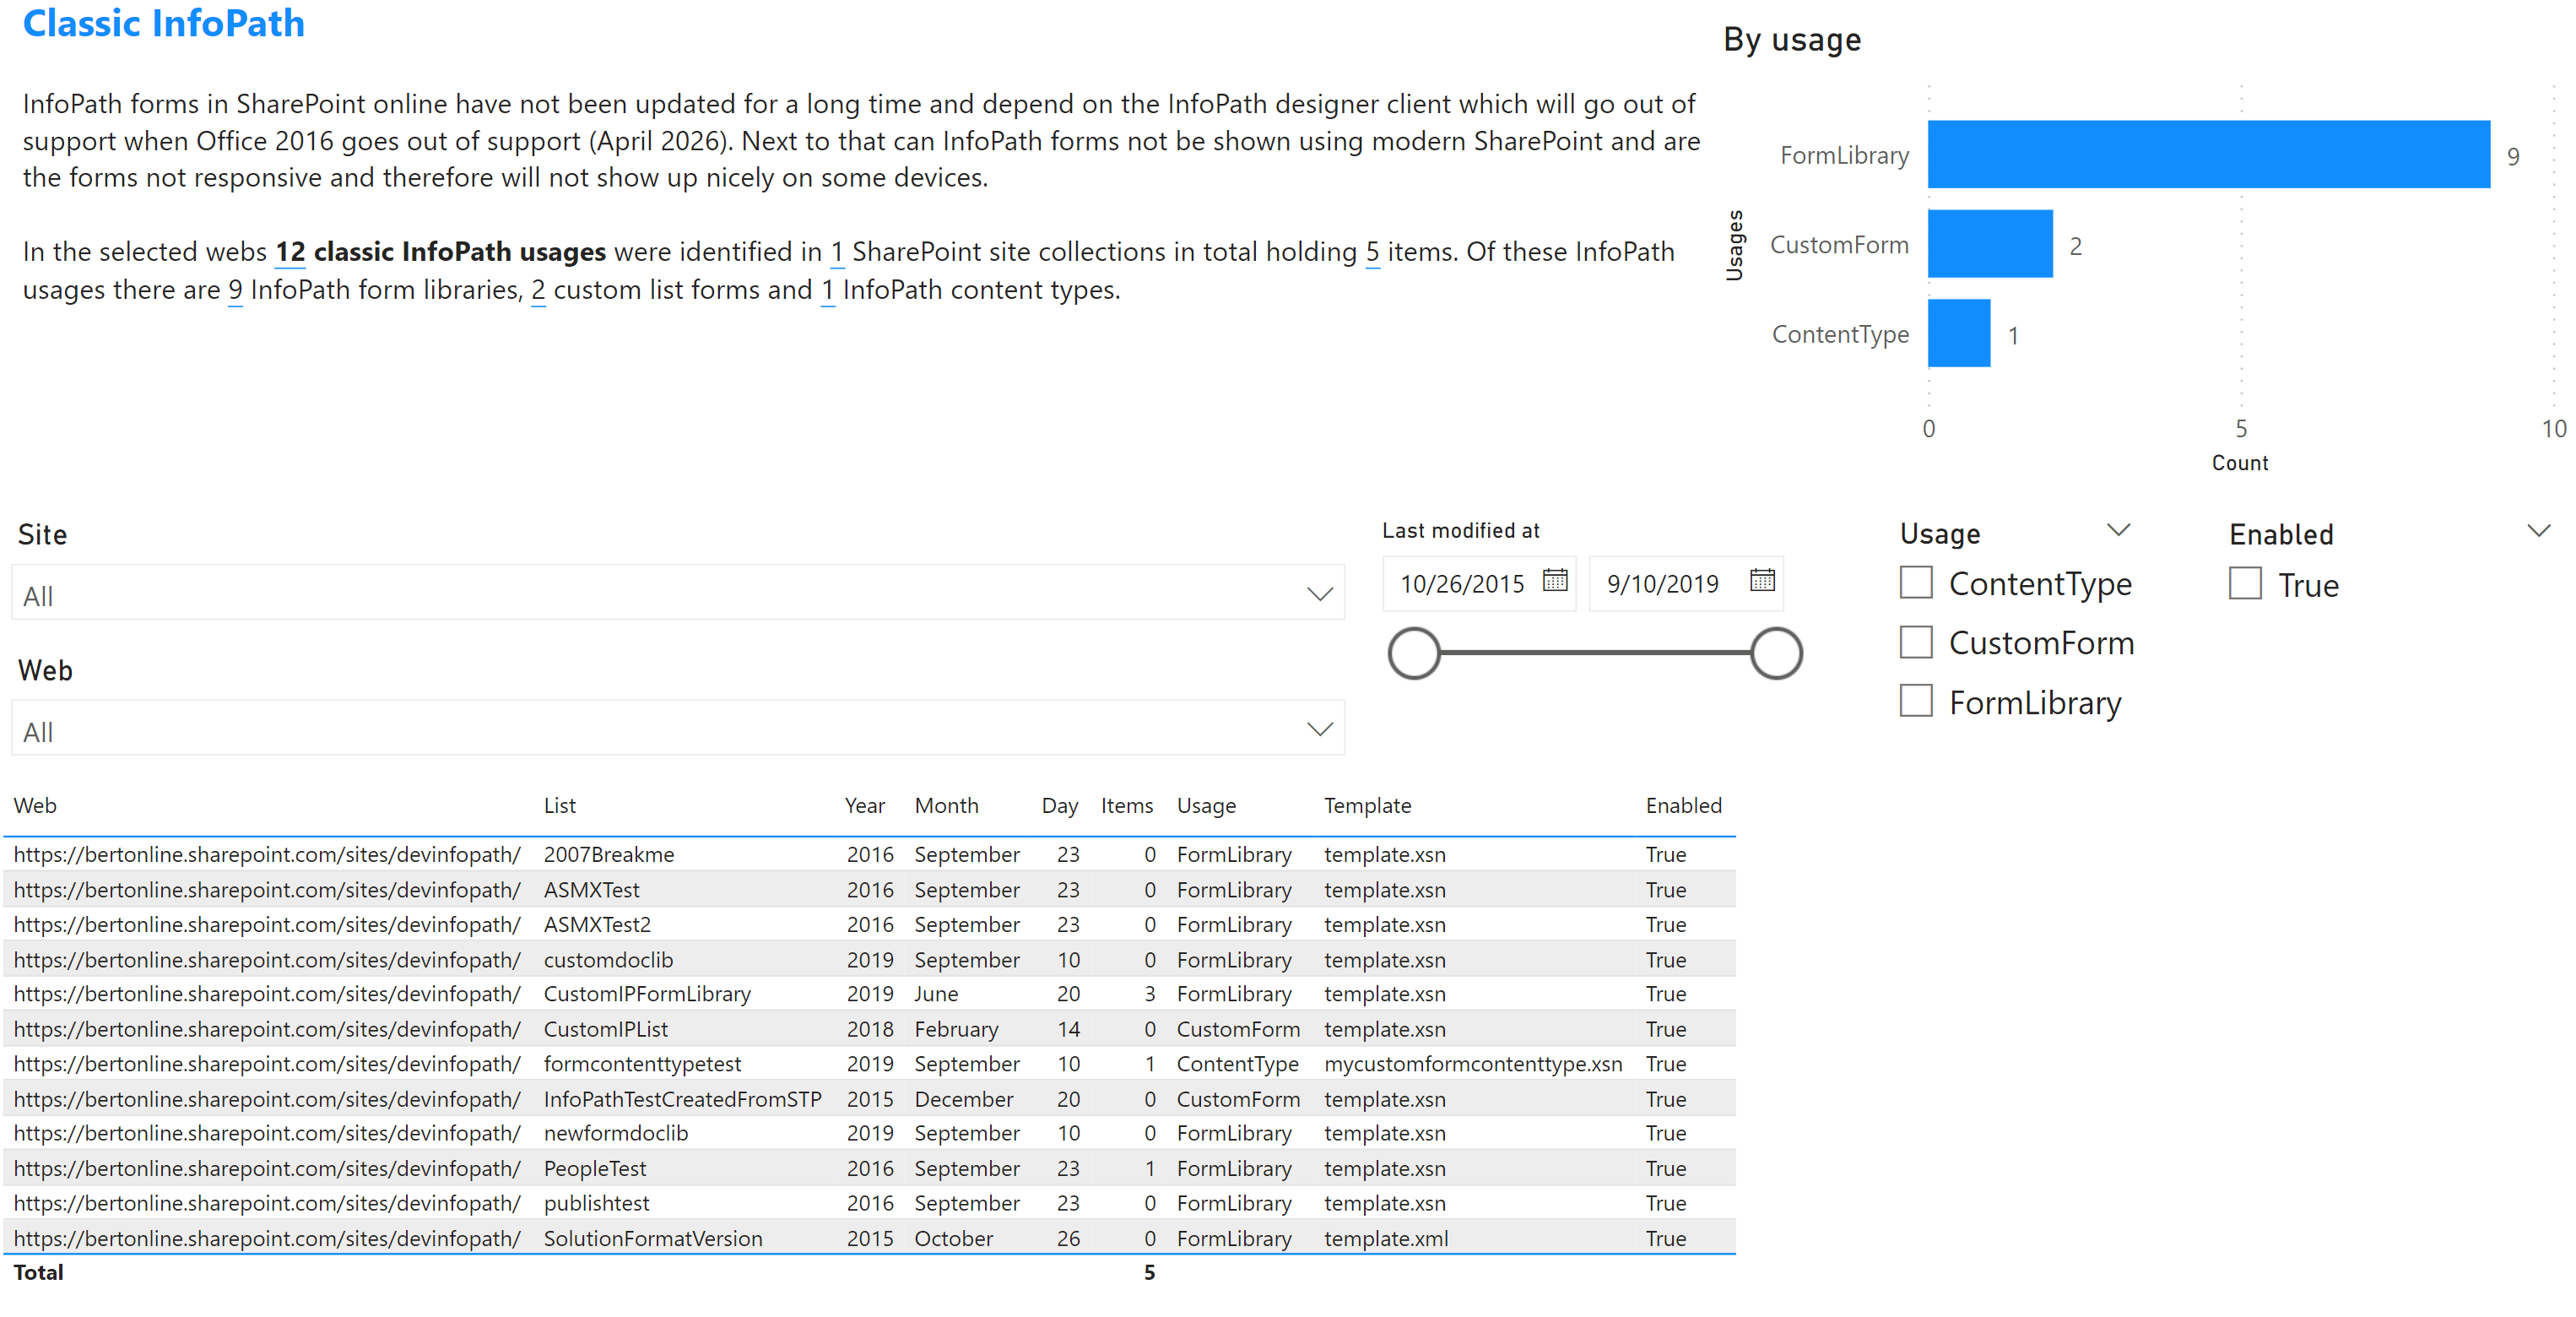 Classic InfoPath
InfoPath forms in SharePoint online have not been updated for a long time and depend on the InfoPath designer client which will go out of
support when Office 2016 goes out of support (April 2026). Next to that can InfoPath forms not be shown using modern SharePoint and are
the forms not responsive and therefore will not show up nicely on some devices.
In the selected webs 12 classic InfoPath usages were identified in 1 SharePoint site collections in total holding 5 items. Of these InfoPath
usages there are 9 InfoPath form libraries, 2 custom list forms and 1 InfoPath content types.
By usage
Usages
FormLibrary 9
CustomForm 2
ContentType 1
0 5 10
Count
Site
All
Web
All
Last modified at
10/26/2015 9/10/2019
Usage
ContentType
CustomForm
FormLibrary
Enabled
True
Web List Year Month Day Items Usage Template Enabled
https://bertonline.sharepoint.com/sites/devinfopath/ 2007Breakme 2016 September 23 0 FormLibrary template.xsn True
https://bertonline.sharepoint.com/sites/devinfopath/ ASMXTest 2016 September 23 0 FormLibrary template.xsn True
https://bertonline.sharepoint.com/sites/devinfopath/ ASMXTest2 2016 September 23 0 FormLibrary template.xsn True
https://bertonline.sharepoint.com/sites/devinfopath/ customdoclib 2019 September 10 0 FormLibrary template.xsn True
https://bertonline.sharepoint.com/sites/devinfopath/ CustomIPFormLibrary 2019 June 20 3 FormLibrary template.xsn True
https://bertonline.sharepoint.com/sites/devinfopath/ CustomIPList 2018 February 14 0 CustomForm template.xsn True
https://bertonline.sharepoint.com/sites/devinfopath/ formcontenttypetest 2019 September 10 1 ContentType mycustomformcontenttype.xsn True
https://bertonline.sharepoint.com/sites/devinfopath/ InfoPathTestCreatedFromSTP 2015 December 20 0 CustomForm template.xsn True
https://bertonline.sharepoint.com/sites/devinfopath/ newformdoclib 2019 September 10 0 FormLibrary template.xsn True
https://bertonline.sharepoint.com/sites/devinfopath/ PeopleTest 2016 September 23 1 FormLibrary template.xsn True
https://bertonline.sharepoint.com/sites/devinfopath/ publishtest 2016 September 23 0 FormLibrary template.xsn True
https://bertonline.sharepoint.com/sites/devinfopath/ SolutionFormatVersion 2015 October 26 0 FormLibrary template.xml True
Total 5